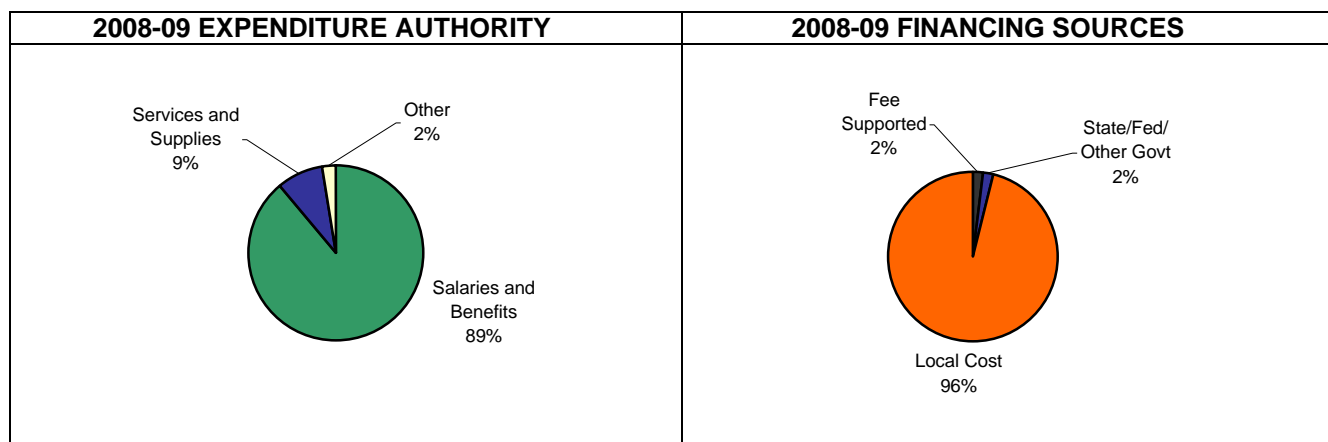 2008-09 EXPENDITURE AUTHORITY
Services and
Supplies
9%
Other
2%
Salaries and
Benefits
89%
2008-09 FINANCING SOURCES
Fee
Supported
2%
State/Fed/
Other Govt
2%
Local Cost
96%